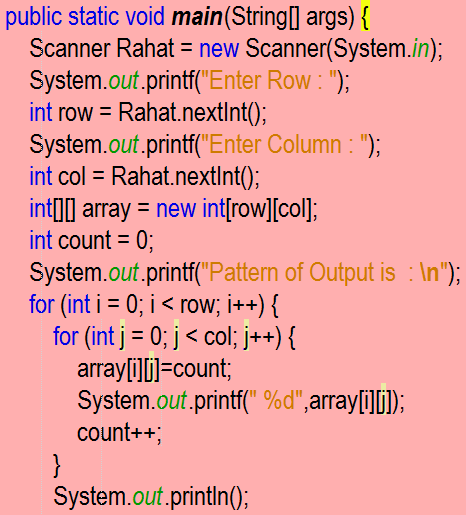 public static void main(String[] args) {
Scanner Rahat = new Scanner(System.in);
System.out.printf("Enter Row : ");
int row = Rahat.nextInt();
System.out.printf("Enter Column : ");
int col = Rahat.nextInt();
int[][] array = new int[row][col];
int count = 0;
System.out.printf("Pattern of Output is  : \n");
for (int i = 0; i < row; i++) {
for (int j = 0; j < col; j++) {
array[i][j]=count;
System.out.printf(" %d",array[i][j]);
count++;
}
System.out.println();